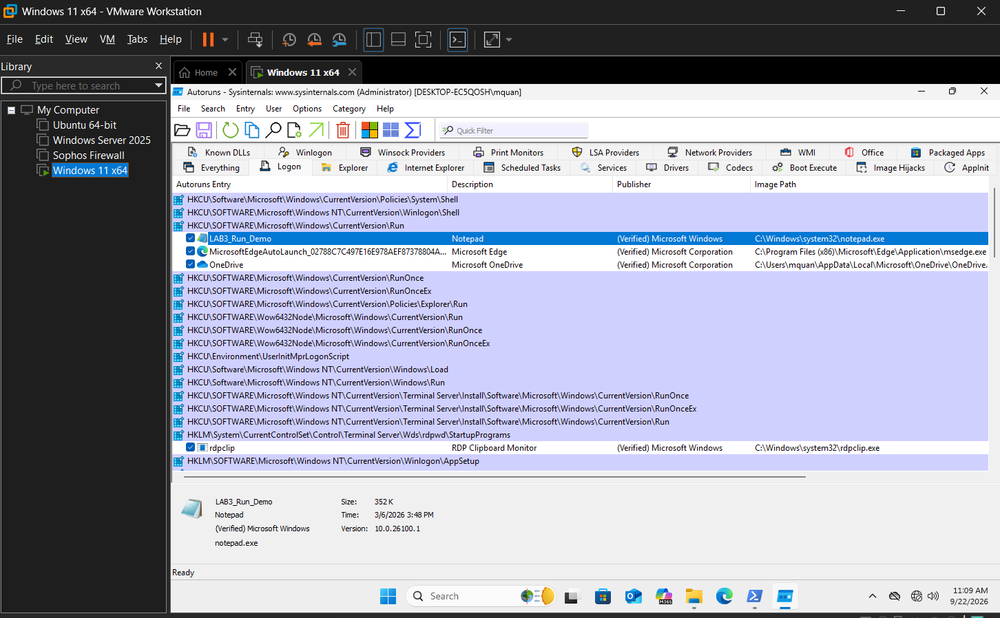 Windows 11 x64 - VMware Workstation
File Edit View VM Tabs Help
Library
Type here to search
My Computer
Ubuntu 64-bit
Windows Server 2025
Sophos Firewall
Windows 11 x64
Home
Windows 11 x64
Autoruns - Sysinternals: www.sysinternals.com (Administrator) [DESKTOP-EC5QOSH\mquan]
File Search Entry User Options Category Help
Quick Filter
Known DLLs Winlogon Winsock Providers Print Monitors LSA Providers Network Providers WMI Office Packaged Apps
Everything Logon Explorer Internet Explorer Scheduled Tasks Services Drivers Codecs Boot Execute Image Hijacks AppInit
Autoruns Entry Description Publisher Image Path
HKCU\Software\Microsoft\Windows\CurrentVersion\Policies\System\Shell
HKCU\SOFTWARE\Microsoft\Windows NT\CurrentVersion\Winlogon\Shell
HKCU\SOFTWARE\Microsoft\Windows\CurrentVersion\Run
LAB3_Run_Demo Notepad (Verified) Microsoft Windows C:\Windows\system32\notepad.exe
MicrosoftEdgeAutoLaunch_02788C7C497E16E978AEF87378804A... Microsoft Edge (Verified) Microsoft Corporation C:\Program Files (x86)\Microsoft\Edge\Application\msedge.exe
OneDrive Microsoft OneDrive (Verified) Microsoft Corporation C:\Users\mquan\AppData\Local\Microsoft\OneDrive\OneDrive.
HKCU\SOFTWARE\Microsoft\Windows\CurrentVersion\RunOnce
HKCU\SOFTWARE\Microsoft\Windows\CurrentVersion\RunOnceEx
HKCU\SOFTWARE\Microsoft\Windows\CurrentVersion\Policies\Explorer\Run
HKCU\SOFTWARE\Wow6432Node\Microsoft\Windows\CurrentVersion\Run
HKCU\SOFTWARE\Wow6432Node\Microsoft\Windows\CurrentVersion\RunOnce
HKCU\SOFTWARE\Wow6432Node\Microsoft\Windows\CurrentVersion\RunOnceEx
HKCU\Environment\UserInitMprLogonScript
HKCU\Software\Microsoft\Windows NT\CurrentVersion\Windows\Load
HKCU\Software\Microsoft\Windows NT\CurrentVersion\Windows\Run
HKCU\SOFTWARE\Microsoft\Windows NT\CurrentVersion\Terminal Server\Install\Software\Microsoft\Windows\CurrentVersion\RunOnce
HKCU\SOFTWARE\Microsoft\Windows NT\CurrentVersion\Terminal Server\Install\Software\Microsoft\Windows\CurrentVersion\RunOnceEx
HKCU\SOFTWARE\Microsoft\Windows NT\CurrentVersion\Terminal Server\Install\Software\Microsoft\Windows\CurrentVersion\Run
HKLM\System\CurrentControlSet\Control\Terminal Server\Wds\rdpwd\StartupPrograms
rdpclip RDP Clipboard Monitor (Verified) Microsoft Windows C:\Windows\system32\rdpclip.exe
HKLM\SOFTWARE\Microsoft\Windows NT\CurrentVersion\Winlogon\AppSetup
LAB3_Run_Demo Size: 352 K
Notepad Time: 3/6/2026 3:48 PM
(Verified) Microsoft Windows Version: 10.0.26100.1
notepad.exe
Ready
Search
M365
11:09 AM
9/22/2026